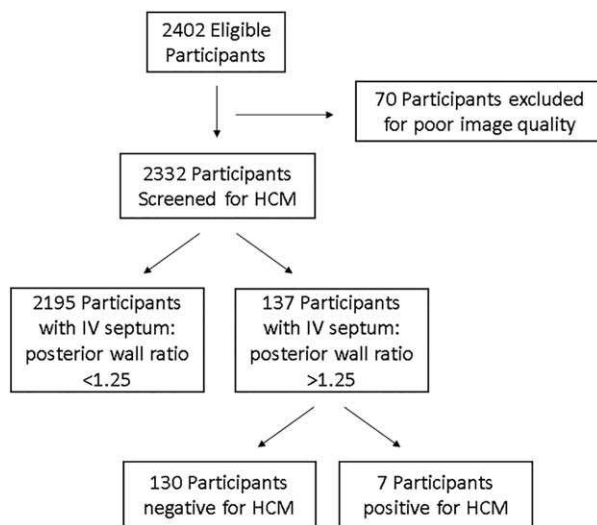 2402 Eligible
Participants
70 Participants excluded
for poor image quality
2332 Participants
Screened for HCM
2195 Participants
with IV septum:
posterior wall ratio
<1.25
137 Participants
with IV septum:
posterior wall ratio
>1.25
130 Participants
negative for HCM
7 Participants
positive for HCM